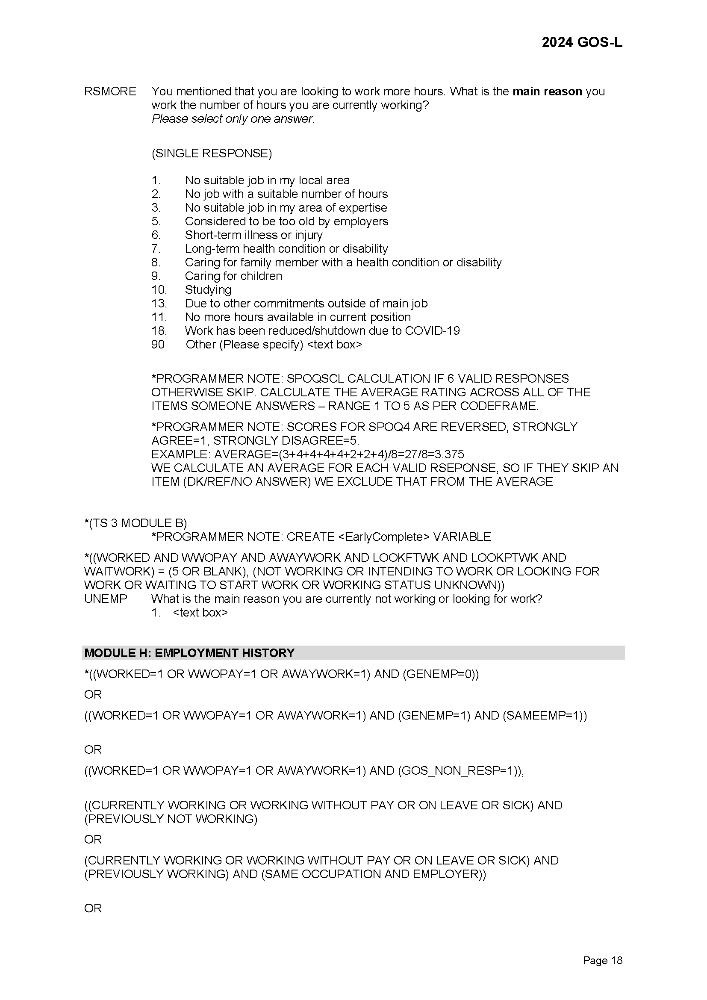 2024 GOS-L
RSMORE You mentioned that you are looking to work more hours. What is the main reason you
work the number of hours you are currently working?
Please select only one answer.
(SINGLE RESPONSE)
1. No suitable job in my local area
2. No job with a suitable number of hours
3. No suitable job in my area of expertise
5. Considered to be too old by employers
6. Short-term illness or injury
7. Long-term health condition or disability
8. Caring for family member with a health condition or disability
9. Caring for children
10. Studying
13. Due to other commitments outside of main job
11. No more hours available in current position
18. Work has been reduced/shutdown due to COVID-19
90 Other (Please specify) <text box>
*PROGRAMMER NOTE: SPOQSCL CALCULATION IF 6 VALID RESPONSES
OTHERWISE SKIP. CALCULATE THE AVERAGE RATING ACROSS ALL OF THE
ITEMS SOMEONE ANSWERS – RANGE 1 TO 5 AS PER CODEFRAME.
*PROGRAMMER NOTE: SCORES FOR SPOQ4 ARE REVERSED, STRONGLY
AGREE=1, STRONGLY DISAGREE=5.
EXAMPLE: AVERAGE=(3+4+4+4+4+2+2+4)/8=27/8=3.375
WE CALCULATE AN AVERAGE FOR EACH VALID RSEPONSE, SO IF THEY SKIP AN
ITEM (DK/REF/NO ANSWER) WE EXCLUDE THAT FROM THE AVERAGE
*(TS 3 MODULE B)
*PROGRAMMER NOTE: CREATE <EarlyComplete> VARIABLE
*((WORKED AND WWOPAY AND AWAYWORK AND LOOKFTWK AND LOOKPTWK AND
WAITWORK) = (5 OR BLANK), (NOT WORKING OR INTENDING TO WORK OR LOOKING FOR
WORK OR WAITING TO START WORK OR WORKING STATUS UNKNOWN))
UNEMP What is the main reason you are currently not working or looking for work?
1. <text box>
MODULE H: EMPLOYMENT HISTORY
*((WORKED=1 OR WWOPAY=1 OR AWAYWORK=1) AND (GENEMP=0))
OR
((WORKED=1 OR WWOPAY=1 OR AWAYWORK=1) AND (GENEMP=1) AND (SAMEEMP=1))
OR
((WORKED=1 OR WWOPAY=1 OR AWAYWORK=1) AND (GOS_NON_RESP=1)),
((CURRENTLY WORKING OR WORKING WITHOUT PAY OR ON LEAVE OR SICK) AND
(PREVIOUSLY NOT WORKING)
OR
(CURRENTLY WORKING OR WORKING WITHOUT PAY OR ON LEAVE OR SICK) AND
(PREVIOUSLY WORKING) AND (SAME OCCUPATION AND EMPLOYER))
OR
Page 18